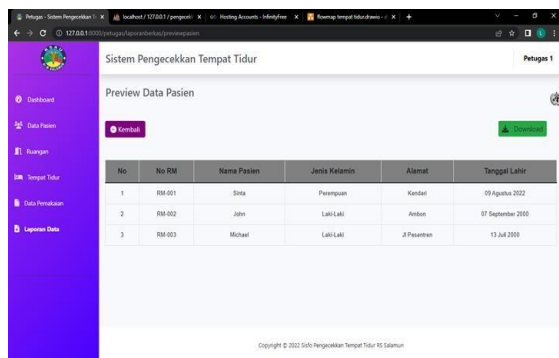 Petugas - Sistem Pengecekkan T
localhost / 127.0.0.1 / pengecek
Hosting Accounts - InfinityFree
flowmap tempat tidur.drawio - d
127.0.0.1:8000/petugas/laporanberkas/previewpasien
Sistem Pengecekkan Tempat Tidur
Petugas 1
Dashboard
Data Pasien
Ruangan
Tempat Tidur
Data Pemakaian
Laporan Data
Preview Data Pasien
Kembali
Download
No No RM Nama Pasien Jenis Kelamin Alamat Tanggal Lahir
1 RM-001 Sinta Perempuan Kendari 09 Agustus 2022
2 RM-002 John Laki-Laki Ambon 07 September 2000
3 RM-003 Michael Laki-Laki Jl Pesantren 13 Juli 2000
Copyright © 2022 Sisfo Pengecekkan Tempat Tidur RS Salamun